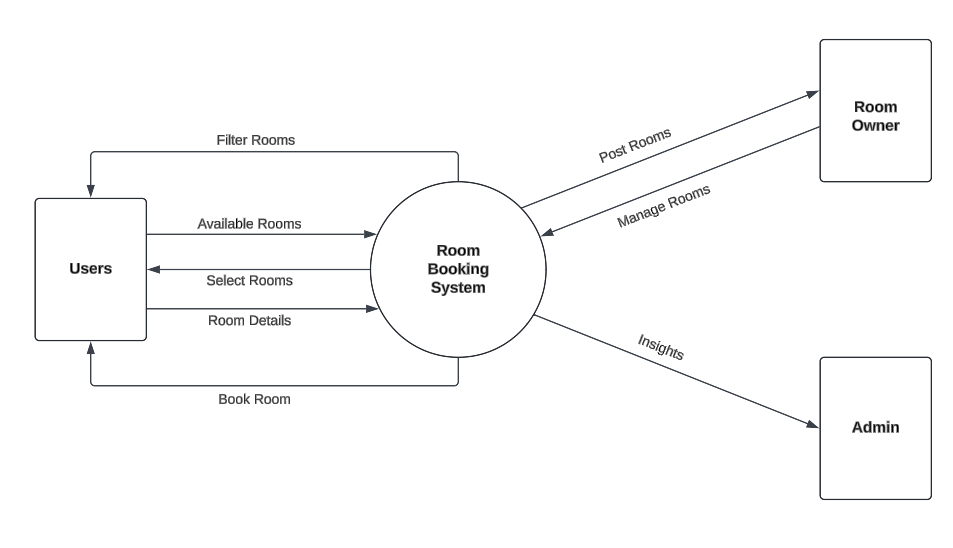 Filter Rooms
Available Rooms
Users
Select Rooms
Room Details
Book Room
Room
Booking
System
Post Rooms
Manage Rooms
Room
Owner
Insights
Admin